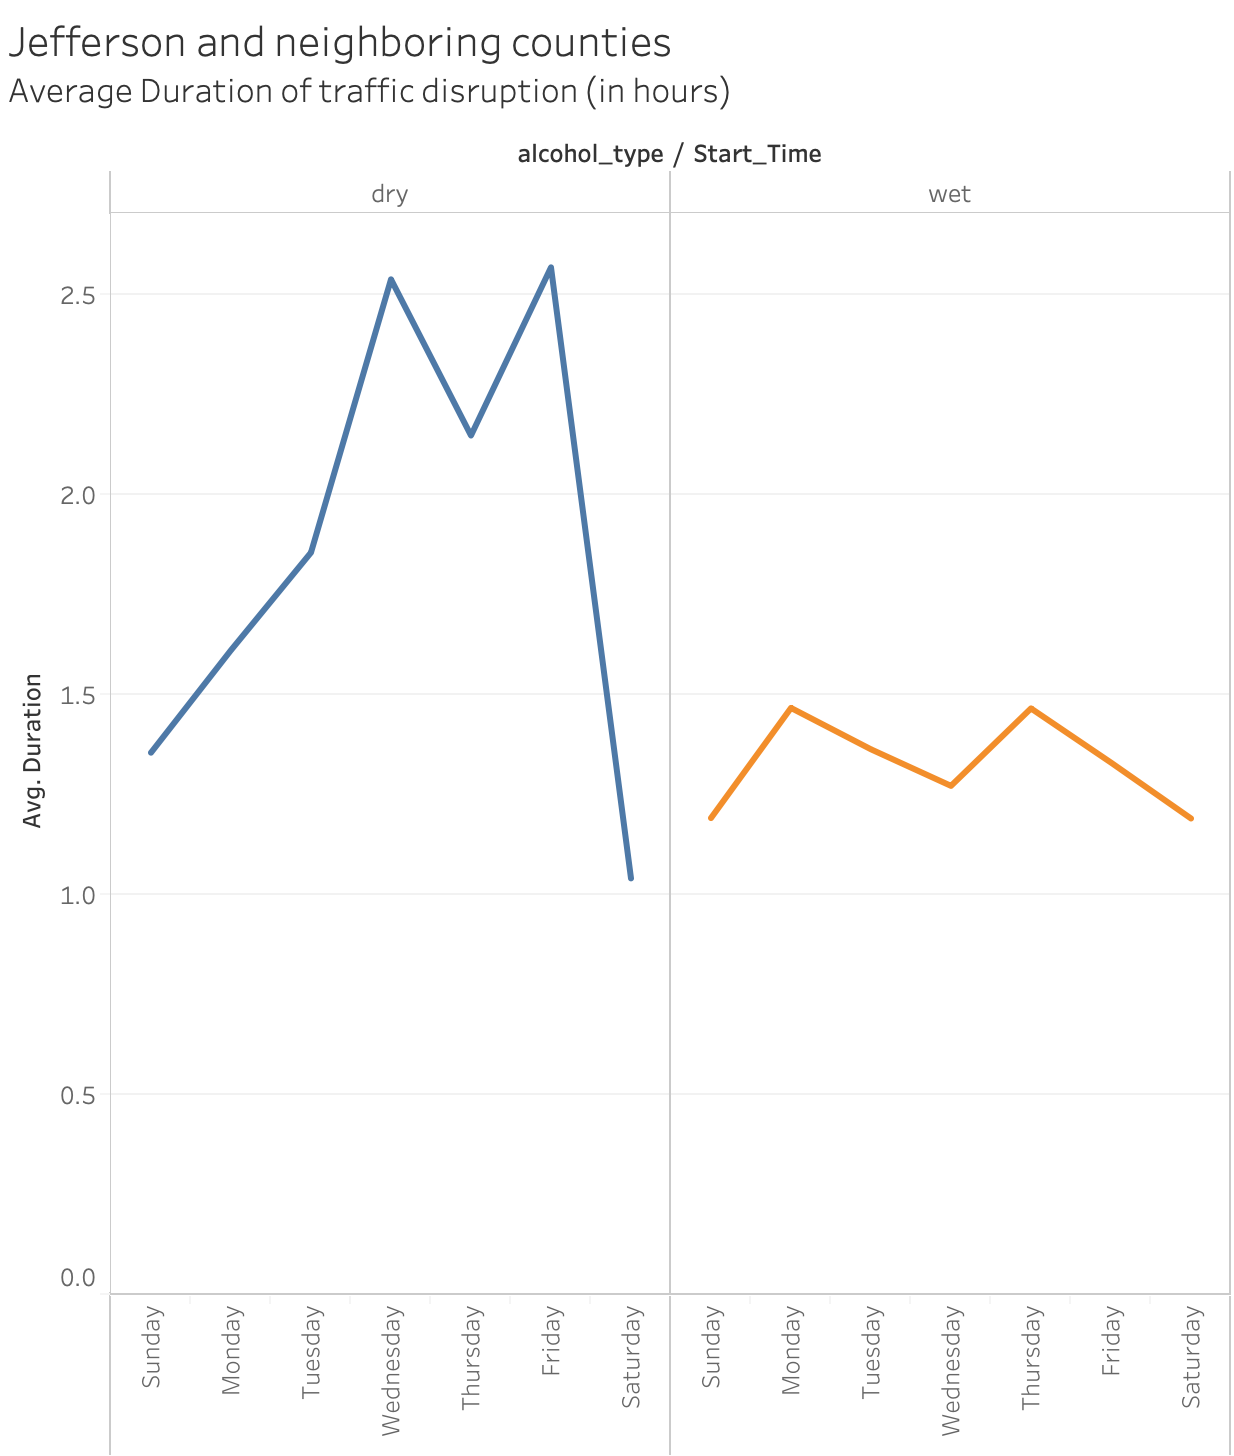 Jefferson and neighboring counties
Average Duration of traffic disruption (in hours)
alcohol_type / Start_Time
dry
wet
2.5
2.0
1.5
1.0
0.5
0.0
Avg. Duration
Sunday
Monday
Tuesday
Wednesday
Thursday
Friday
Saturday
Sunday
Monday
Tuesday
Wednesday
Thursday
Friday
Saturday